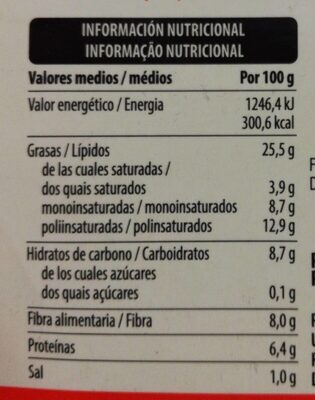 INFORMACIÓN NUTRICIONAL
INFORMAÇÃO NUTRICIONAL
Valores medios / médios Por 100 g
Valor energético / Energia 1246,4 kJ
300,6 kcal
Grasas / Lípidos 25,5 g
de las cuales saturadas /
dos quais saturados 3,9 g
monoinsaturadas / monoinsaturados 8,7 g
poliinsaturadas / polinsaturados 12,9 g
Hidratos de carbono / Carboidratos 8,7 g
de los cuales azúcares
dos quais açúcares 0,1 g
Fibra alimentaria / Fibra 8,0 g
Proteínas 6,4 g
Sal 1,0 g